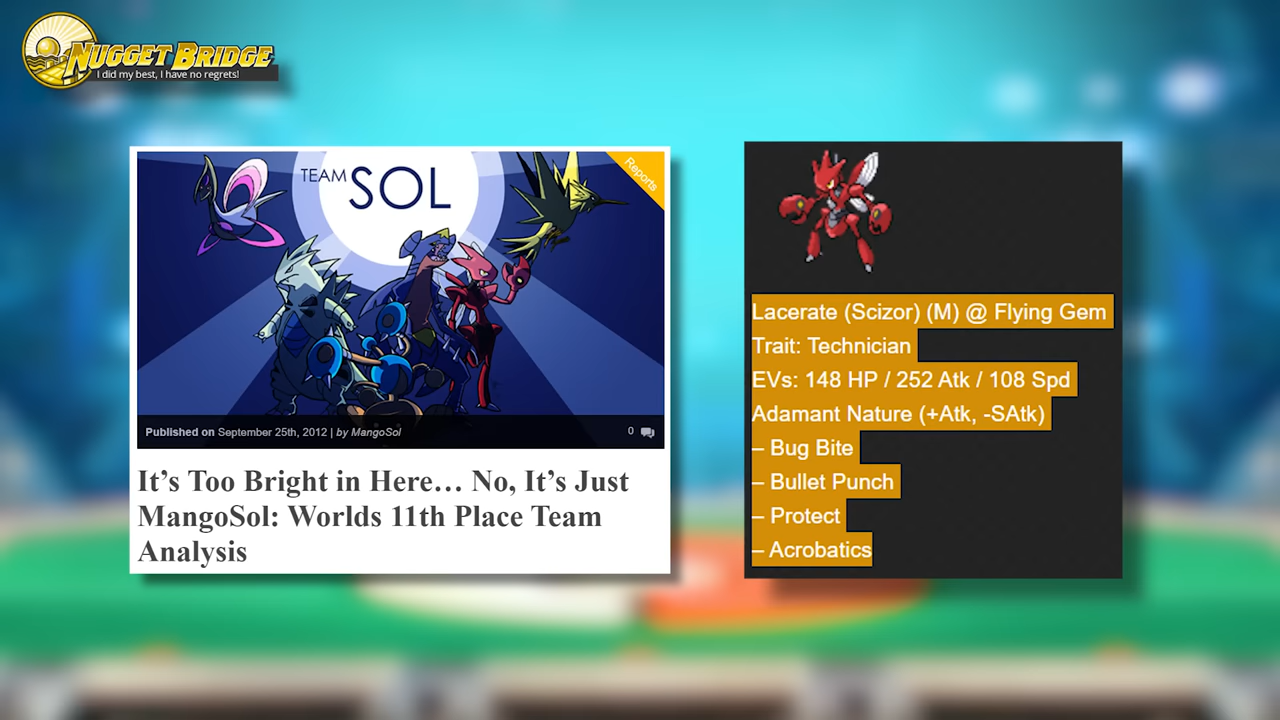 NUGGET BRIDGE
I did my best, I have no regrets!
TEAM SOL
Reports
Published on September 25th, 2012 | by MangoSol
0
It’s Too Bright in Here… No, It’s Just
MangoSol: Worlds 11th Place Team
Analysis
Lacerate (Scizor) (M) @ Flying Gem
Trait: Technician
EVs: 148 HP / 252 Atk / 108 Spd
Adamant Nature (+Atk, -SAtk)
– Bug Bite
– Bullet Punch
– Protect
– Acrobatics